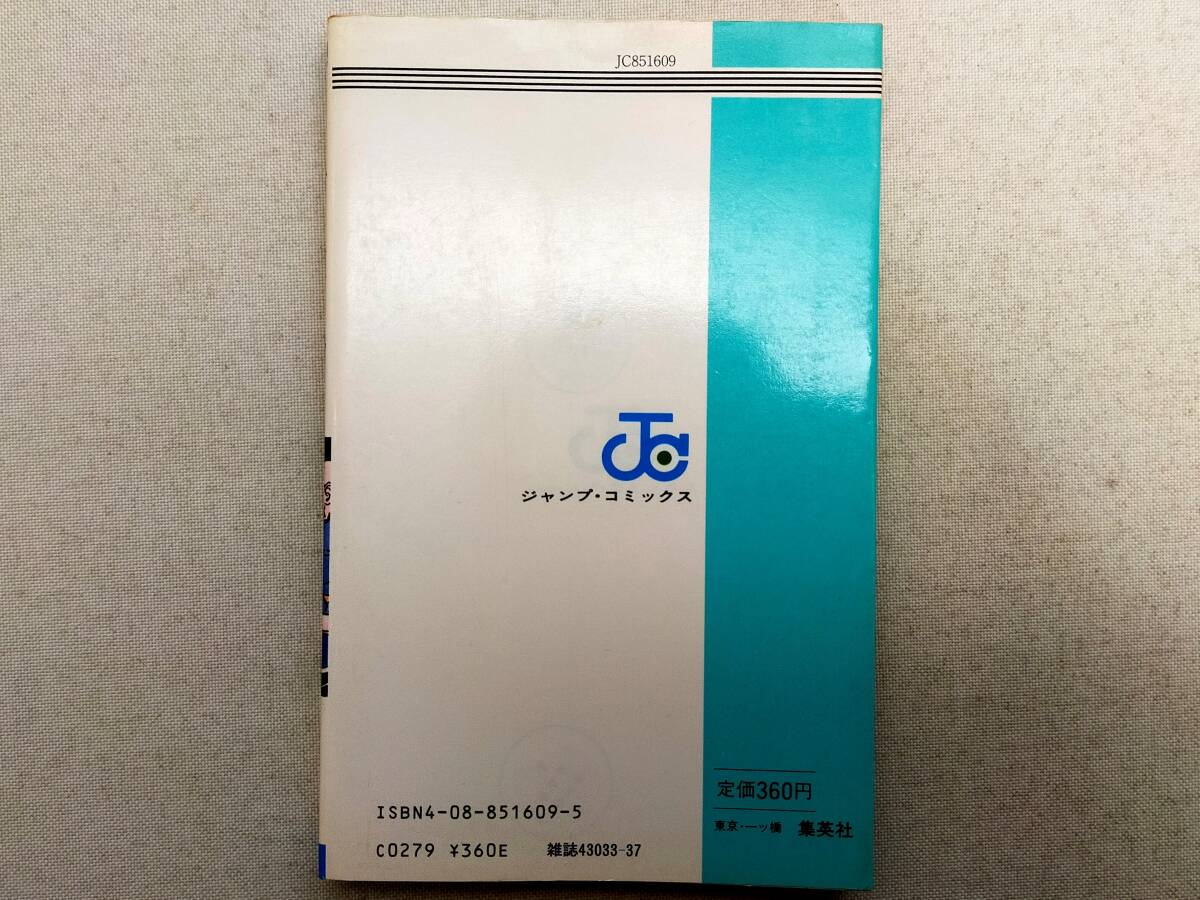 JC851609
JC
ジャンプ・コミックス
定価360円
東京・一ツ橋 集英社
ISBN4-08-851609-5
C0279 ¥360E 雑誌43033-37